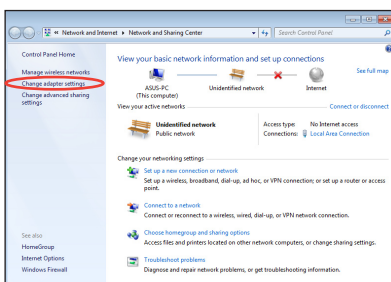 « Network and Internet ▸ Network and Sharing Center
Search Control Panel
Control Panel Home
Manage wireless networks
Change adapter settings
Change advanced sharing
settings
See also
HomeGroup
Internet Options
Windows Firewall
View your basic network information and set up connections
See full map
ASUS-PC
(This computer)
Unidentified network
Internet
View your active networks
Connect or disconnect
Unidentified network
Public network
Access type: No Internet access
Connections: Local Area Connection
Change your networking settings
Set up a new connection or network
Set up a wireless, broadband, dial-up, ad hoc, or VPN connection; or set up a router or access
point.
Connect to a network
Connect or reconnect to a wireless, wired, dial-up, or VPN network connection.
Choose homegroup and sharing options
Access files and printers located on other network computers, or change sharing settings.
Troubleshoot problems
Diagnose and repair network problems, or get troubleshooting information.